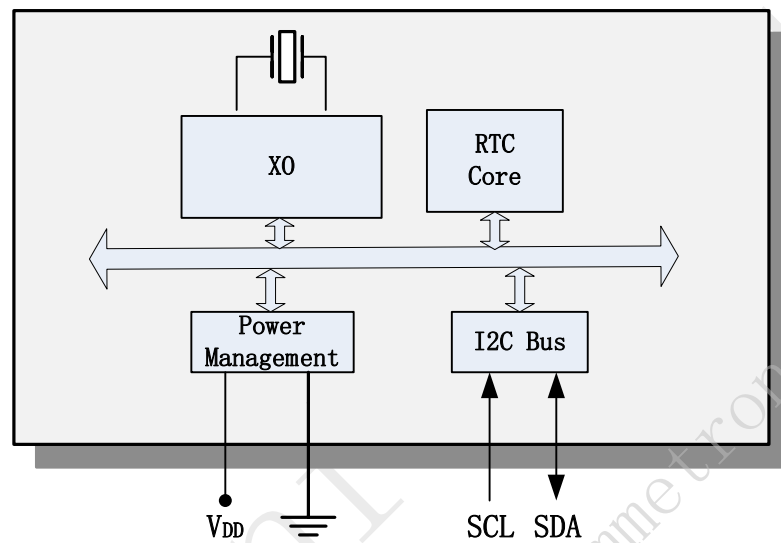 XO
RTC
Core
Power
Management
I2C Bus
VDD
SCL
SDA